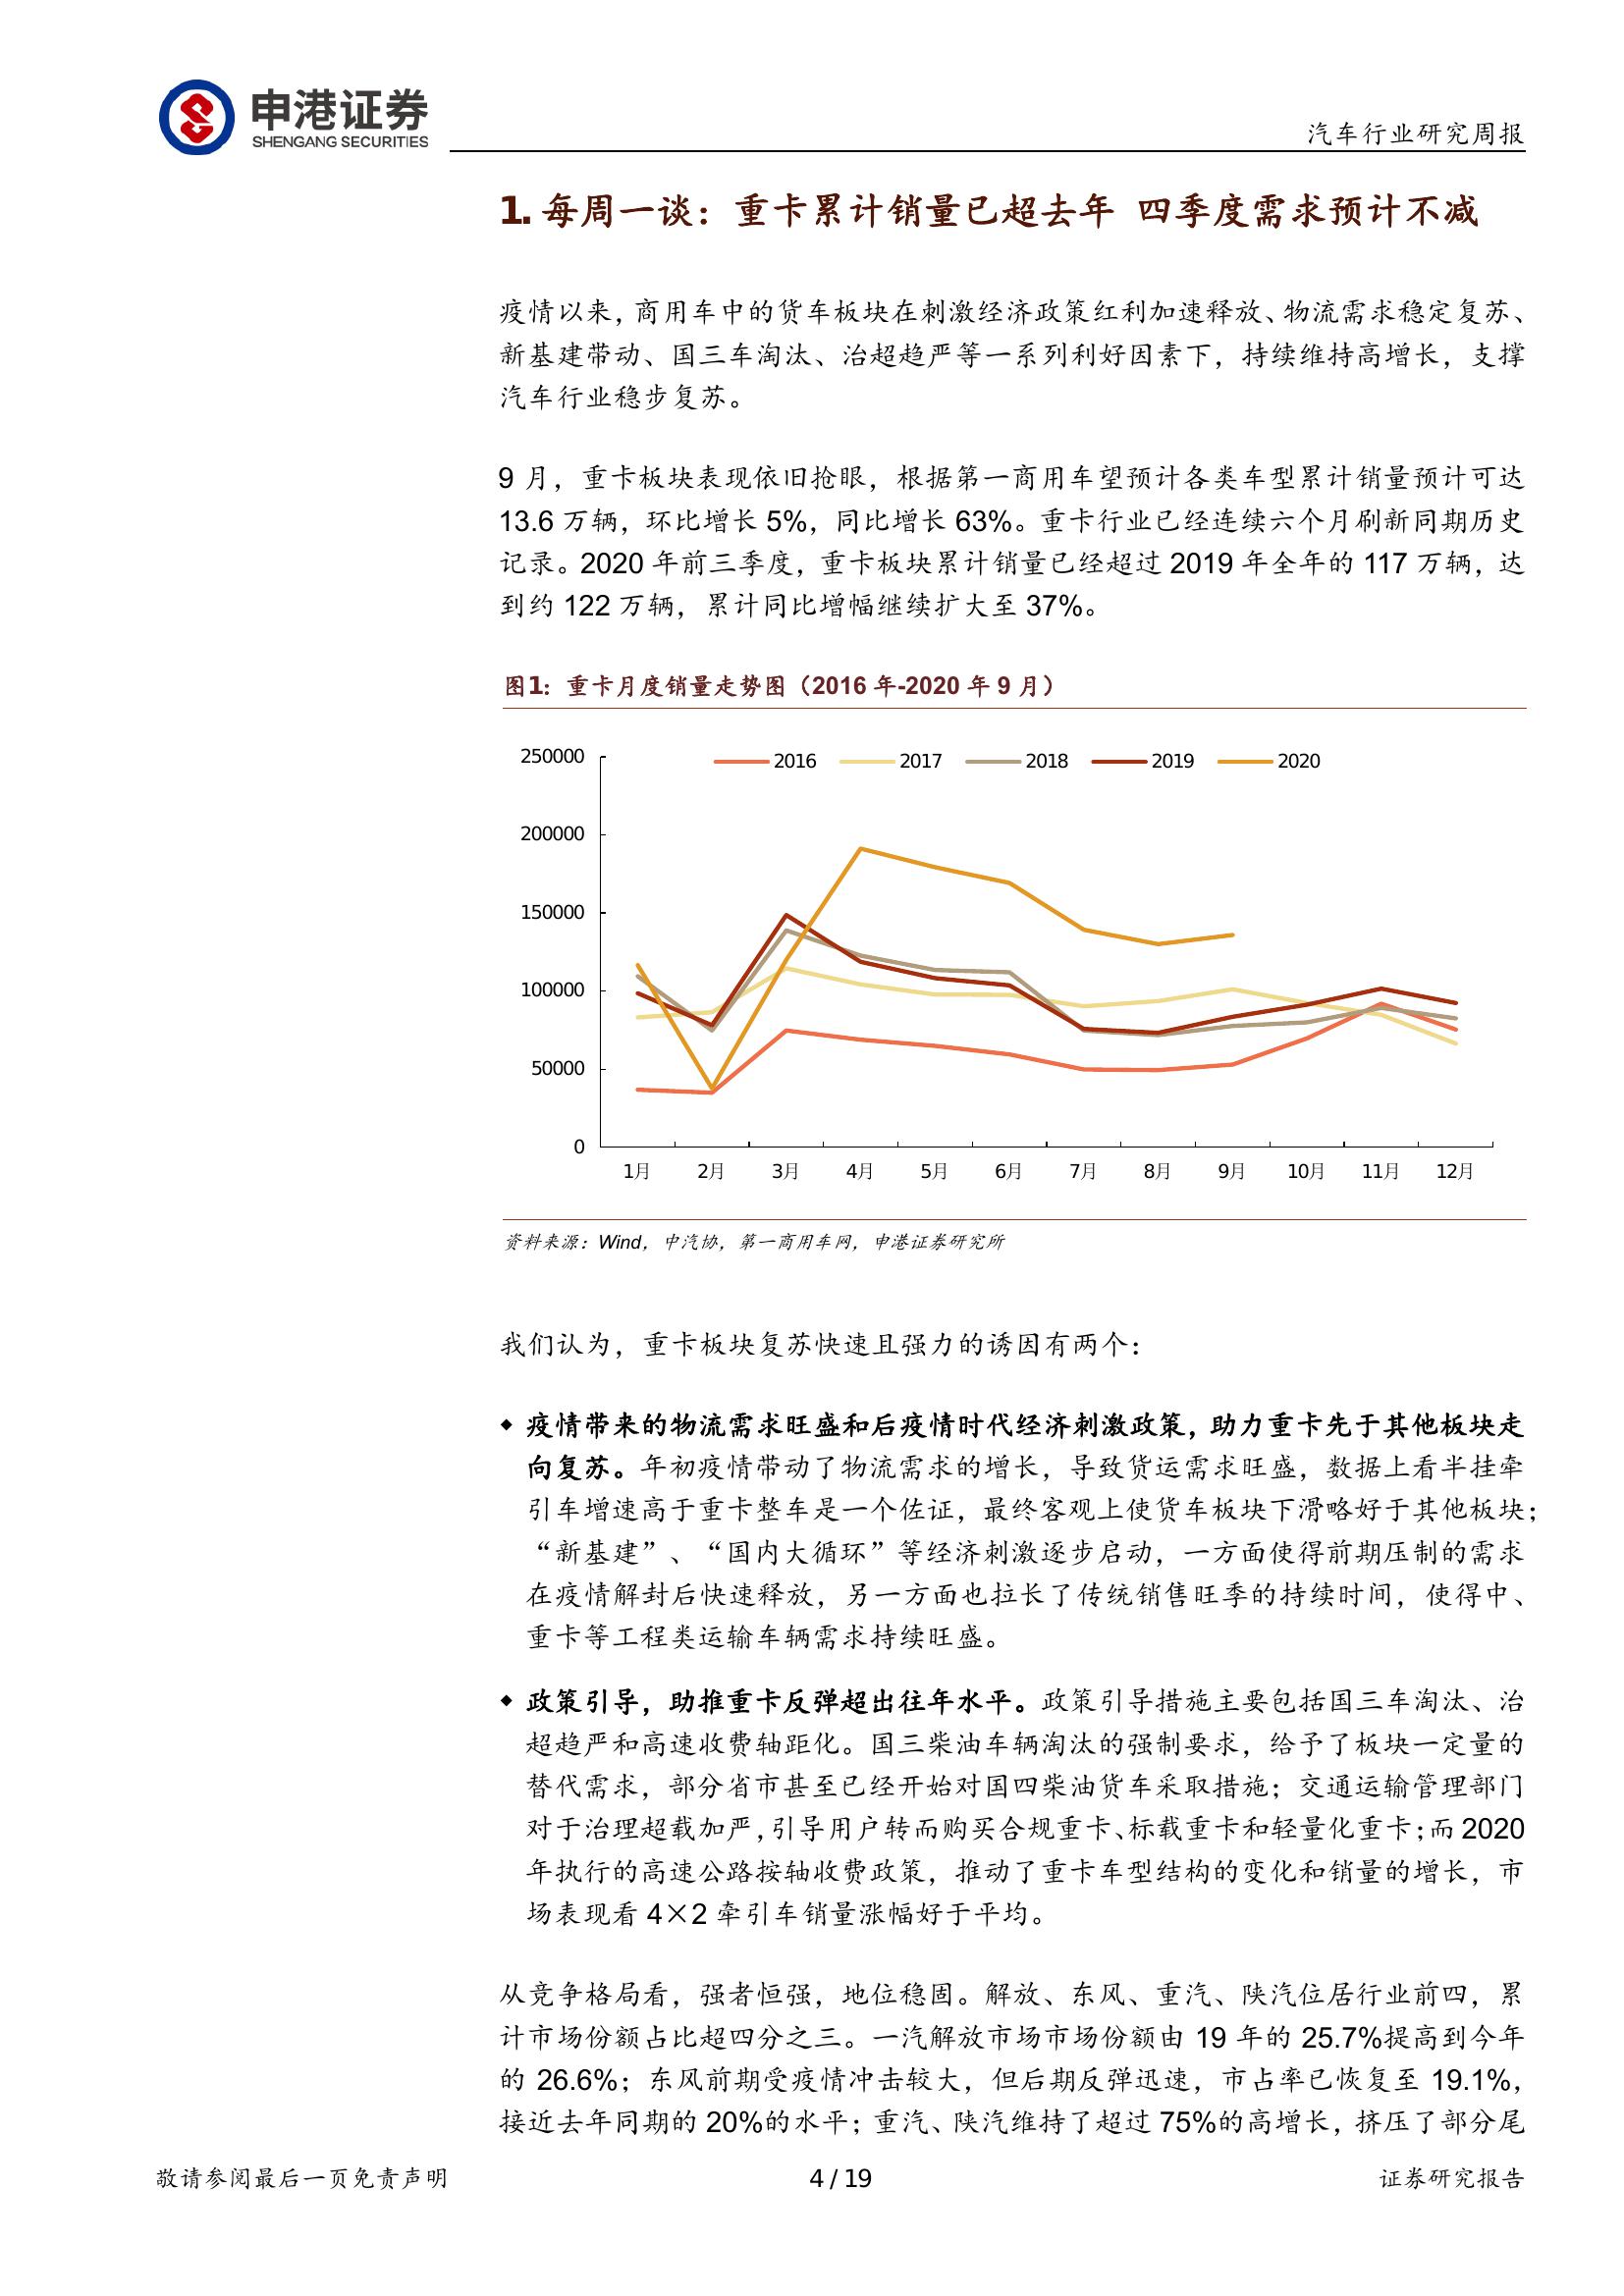 申港证券
SHENGANG SECURITIES
汽车行业研究周报
1. 每周一谈：重卡累计销量已超去年 四季度需求预计不减
疫情以来，商用车中的货车板块在刺激经济政策红利加速释放、物流需求稳定复苏、
新基建带动、国三车淘汰、治超趋严等一系列利好因素下，持续维持高增长，支撑
汽车行业稳步复苏。
9 月，重卡板块表现依旧抢眼，根据第一商用车望预计各类车型累计销量预计可达
13.6 万辆，环比增长 5%，同比增长 63%。重卡行业已经连续六个月刷新同期历史
记录。2020 年前三季度，重卡板块累计销量已经超过 2019 年全年的 117 万辆，达
到约 122 万辆，累计同比增幅继续扩大至 37%。
图1：重卡月度销量走势图（2016 年-2020 年 9 月）
2016 2017 2018 2019 2020
250000
200000
150000
100000
50000
0
1月 2月 3月 4月 5月 6月 7月 8月 9月 10月 11月 12月
资料来源：Wind，中汽协，第一商用车网，申港证券研究所
我们认为，重卡板块复苏快速且强力的诱因有两个：
◆ 疫情带来的物流需求旺盛和后疫情时代经济刺激政策，助力重卡先于其他板块走
向复苏。年初疫情带动了物流需求的增长，导致货运需求旺盛，数据上看半挂牵
引车增速高于重卡整车是一个佐证，最终客观上使货车板块下滑略好于其他板块；
“新基建”、“国内大循环”等经济刺激逐步启动，一方面使得前期压制的需求
在疫情解封后快速释放，另一方面也拉长了传统销售旺季的持续时间，使得中、
重卡等工程类运输车辆需求持续旺盛。
◆ 政策引导，助推重卡反弹超出往年水平。政策引导措施主要包括国三车淘汰、治
超趋严和高速收费轴距化。国三柴油车辆淘汰的强制要求，给予了板块一定量的
替代需求，部分省市甚至已经开始对国四柴油货车采取措施；交通运输管理部门
对于治理超载加严，引导用户转而购买合规重卡、标载重卡和轻量化重卡；而 2020
年执行的高速公路按轴收费政策，推动了重卡车型结构的变化和销量的增长，市
场表现看 4×2 牵引车销量涨幅好于平均。
从竞争格局看，强者恒强，地位稳固。解放、东风、重汽、陕汽位居行业前四，累
计市场份额占比超四分之三。一汽解放市场市场份额由 19 年的 25.7%提高到今年
的 26.6%；东风前期受疫情冲击较大，但后期反弹迅速，市占率已恢复至 19.1%，
接近去年同期的 20%的水平；重汽、陕汽维持了超过 75%的高增长，挤压了部分尾
敬请参阅最后一页免责声明
4 / 19
证券研究报告